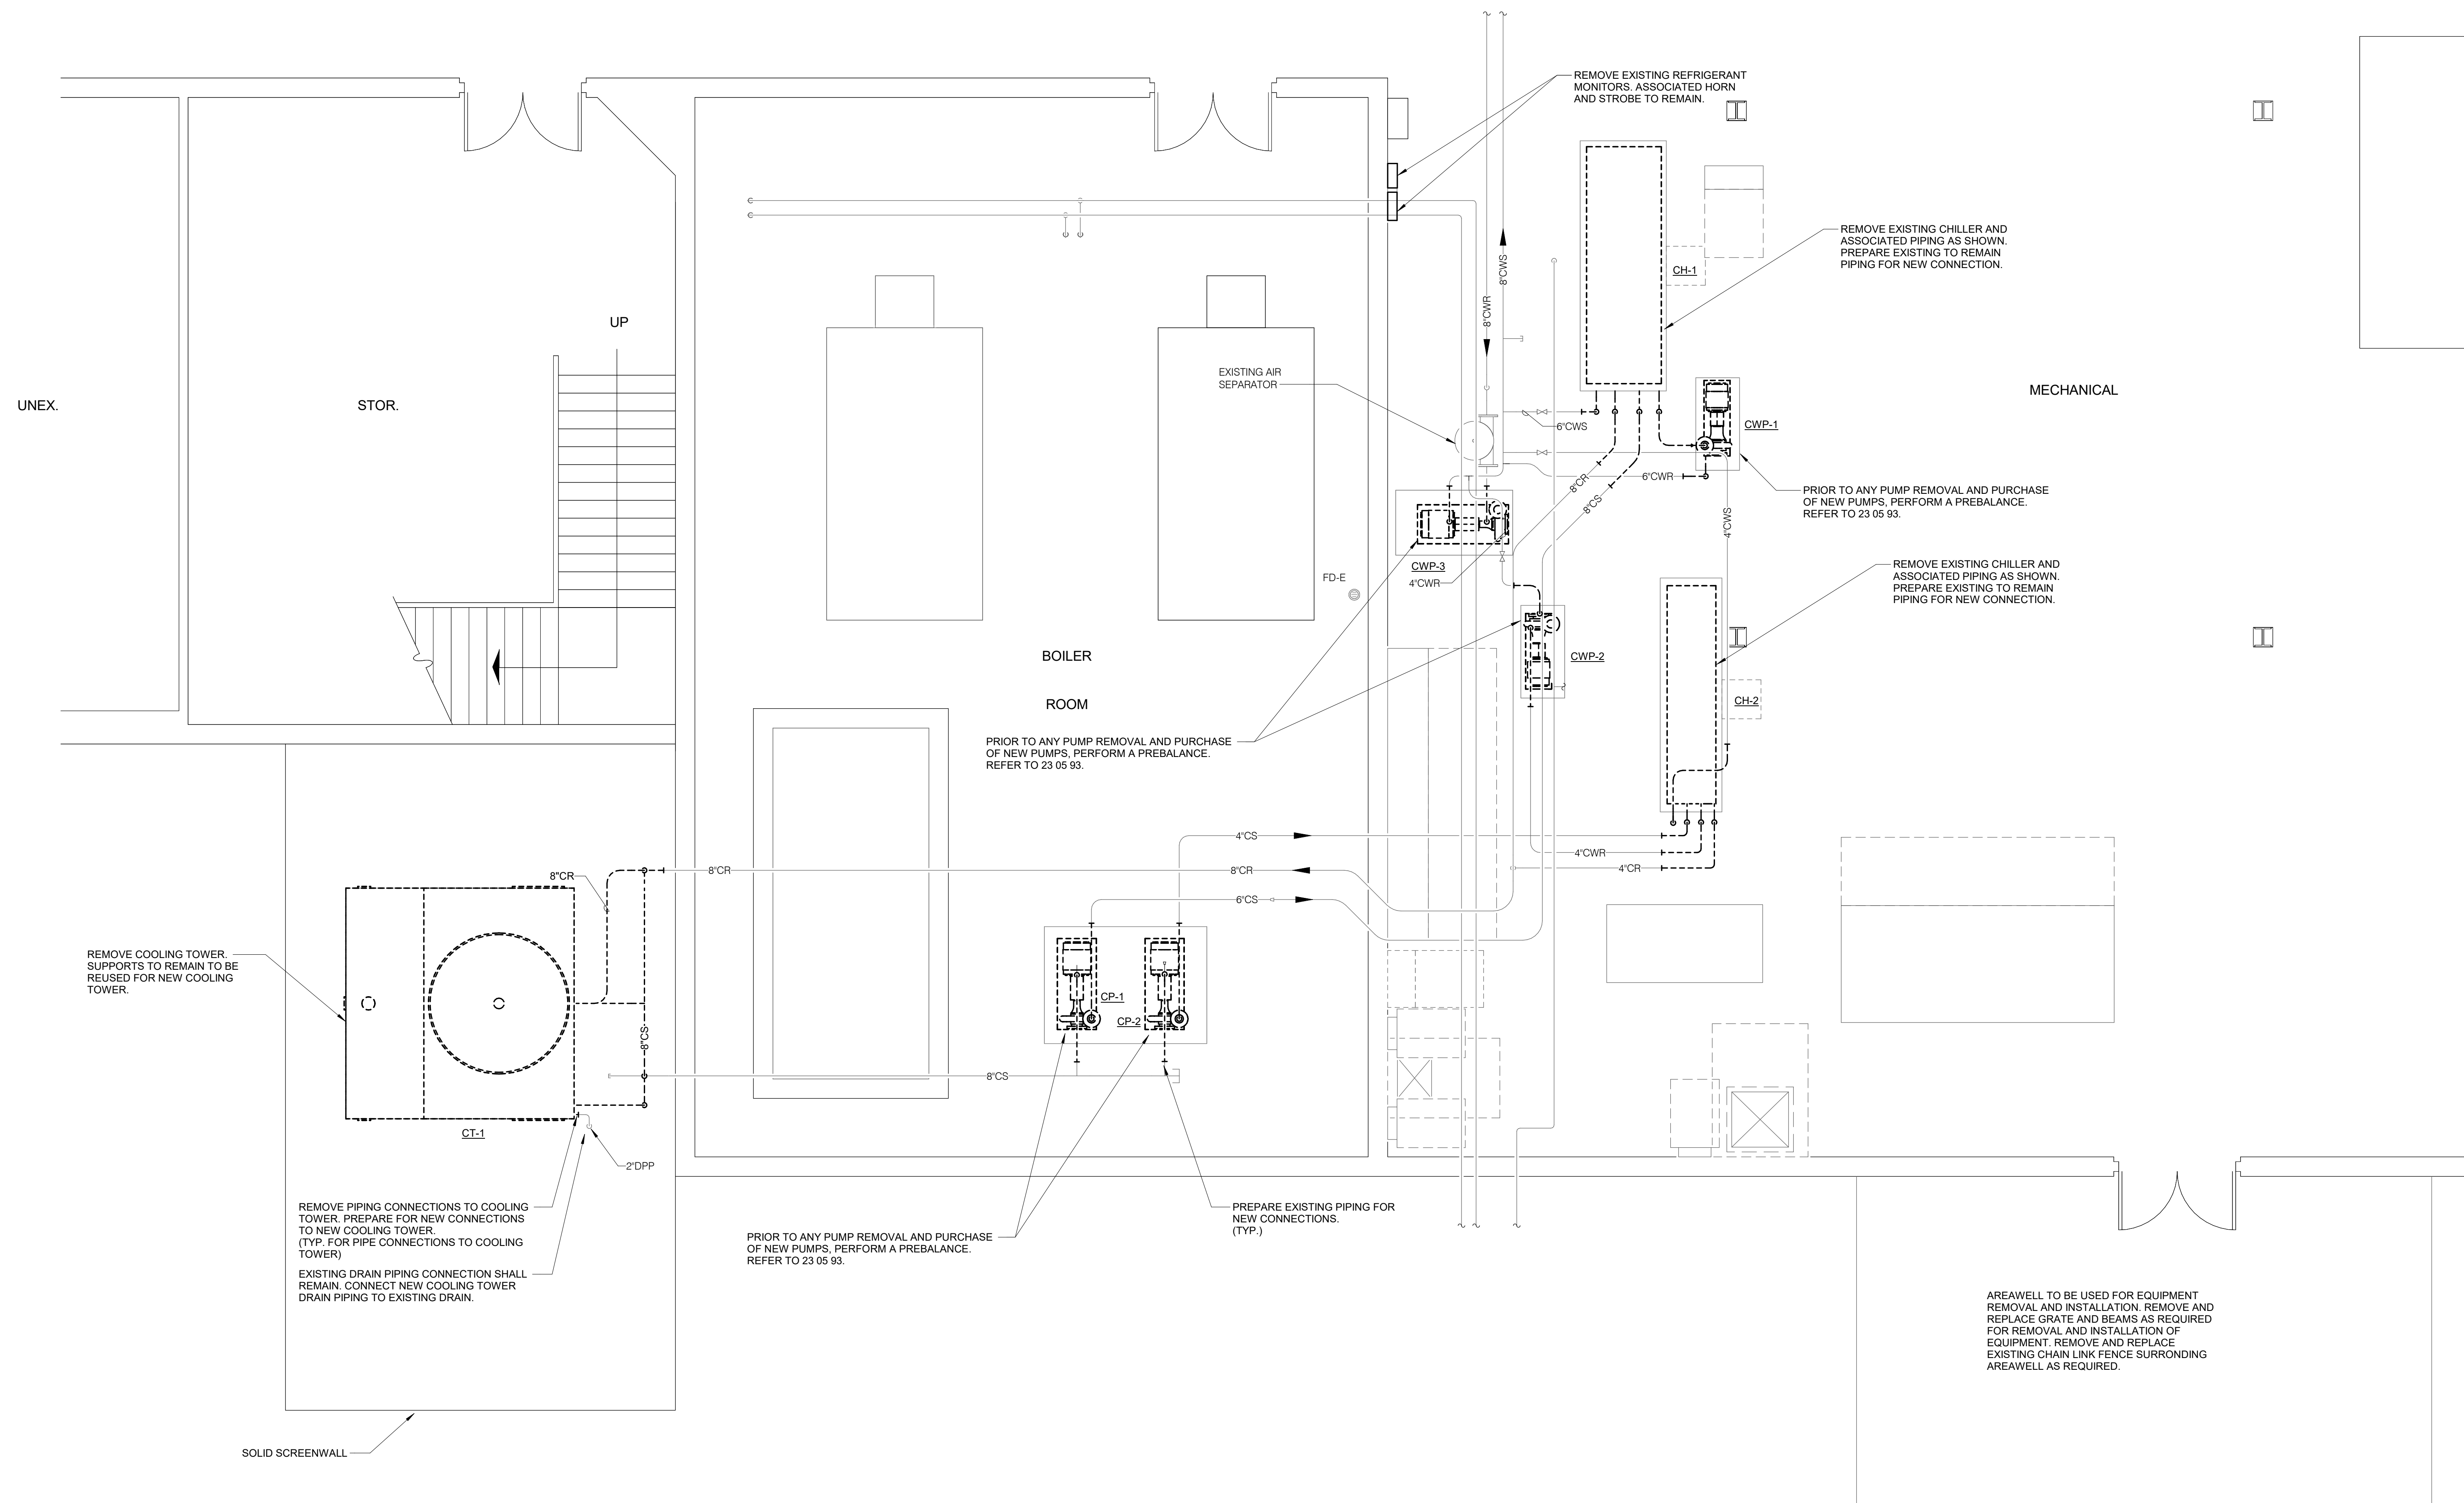 REMOVE EXISTING REFRIGERANT
MONITORS. ASSOCIATED HORN
AND STROBE TO REMAIN.
REMOVE EXISTING CHILLER AND
ASSOCIATED PIPING AS SHOWN.
PREPARE EXISTING TO REMAIN
PIPING FOR NEW CONNECTION.
8"CWS
8"CWR
CH-1
UP
EXISTING AIR
SEPARATOR
UNEX.
STOR.
MECHANICAL
6"CWS
CWP-1
8"CR
8"CS
6"CWR
PRIOR TO ANY PUMP REMOVAL AND PURCHASE
OF NEW PUMPS, PERFORM A PREBALANCE.
REFER TO 23 05 93.
4"CWS
CWP-3
4"CWR
FD-E
REMOVE EXISTING CHILLER AND
ASSOCIATED PIPING AS SHOWN.
PREPARE EXISTING TO REMAIN
PIPING FOR NEW CONNECTION.
BOILER
ROOM
CWP-2
CH-2
PRIOR TO ANY PUMP REMOVAL AND PURCHASE
OF NEW PUMPS, PERFORM A PREBALANCE.
REFER TO 23 05 93.
4"CS
4"CWR
4"CR
8"CR
8"CR
8"CR
6"CS
REMOVE COOLING TOWER.
SUPPORTS TO REMAIN TO BE
REUSED FOR NEW COOLING
TOWER.
CP-1
CP-2
8"CS
8"CS
CT-1
2"DPP
REMOVE PIPING CONNECTIONS TO COOLING
TOWER. PREPARE FOR NEW CONNECTIONS
TO NEW COOLING TOWER.
(TYP. FOR PIPE CONNECTIONS TO COOLING
TOWER)
EXISTING DRAIN PIPING CONNECTION SHALL
REMAIN. CONNECT NEW COOLING TOWER
DRAIN PIPING TO EXISTING DRAIN.
PRIOR TO ANY PUMP REMOVAL AND PURCHASE
OF NEW PUMPS, PERFORM A PREBALANCE.
REFER TO 23 05 93.
PREPARE EXISTING PIPING FOR
NEW CONNECTIONS.
(TYP.)
AREAWELL TO BE USED FOR EQUIPMENT
REMOVAL AND INSTALLATION. REMOVE AND
REPLACE GRATE AND BEAMS AS REQUIRED
FOR REMOVAL AND INSTALLATION OF
EQUIPMENT. REMOVE AND REPLACE
EXISTING CHAIN LINK FENCE SURRONDING
AREAWELL AS REQUIRED.
SOLID SCREENWALL